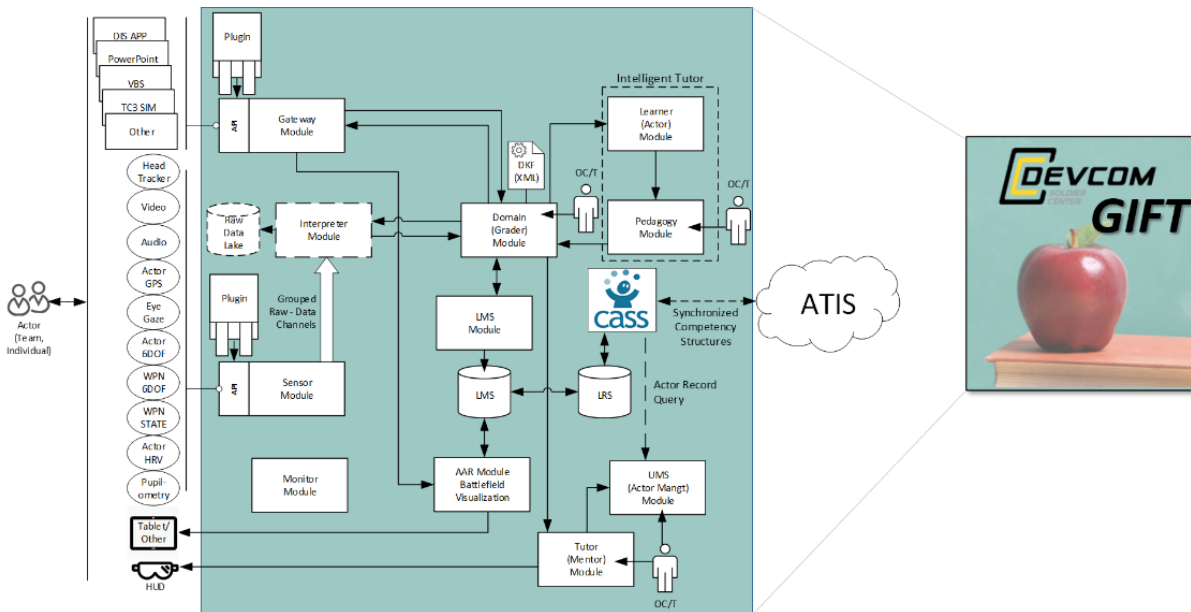 DIS APP
PowerPoint
VBS
TC3 SIM
Other
Head
Tracker
Video
Audio
Actor
GPS
Eye
Gaze
Actor
6DOF
WPN
6DOF
WPN
STATE
Actor
HRV
Pupil-
ometry
Tablet/
Other
HUD
Actor
(Team,
Individual)
Plugin
API
Gateway
Module
Raw
Data
Lake
Interpreter
Module
Plugin
Grouped
Raw - Data
Channels
API
Sensor
Module
Monitor
Module
DKF
(XML)
OC/T
Domain
(Grader)
Module
LMS
Module
LMS
LRS
AAR Module
Battlefield
Visualization
Intelligent Tutor
Learner
(Actor)
Module
Pedagogy
Module
OC/T
cass
Synchronized
Competency
Structures
Actor Record
Query
UMS
(Actor Mangt)
Module
Tutor
(Mentor)
Module
OC/T
ATIS
DEVCOM
SOLDIER
CENTER
GIFT